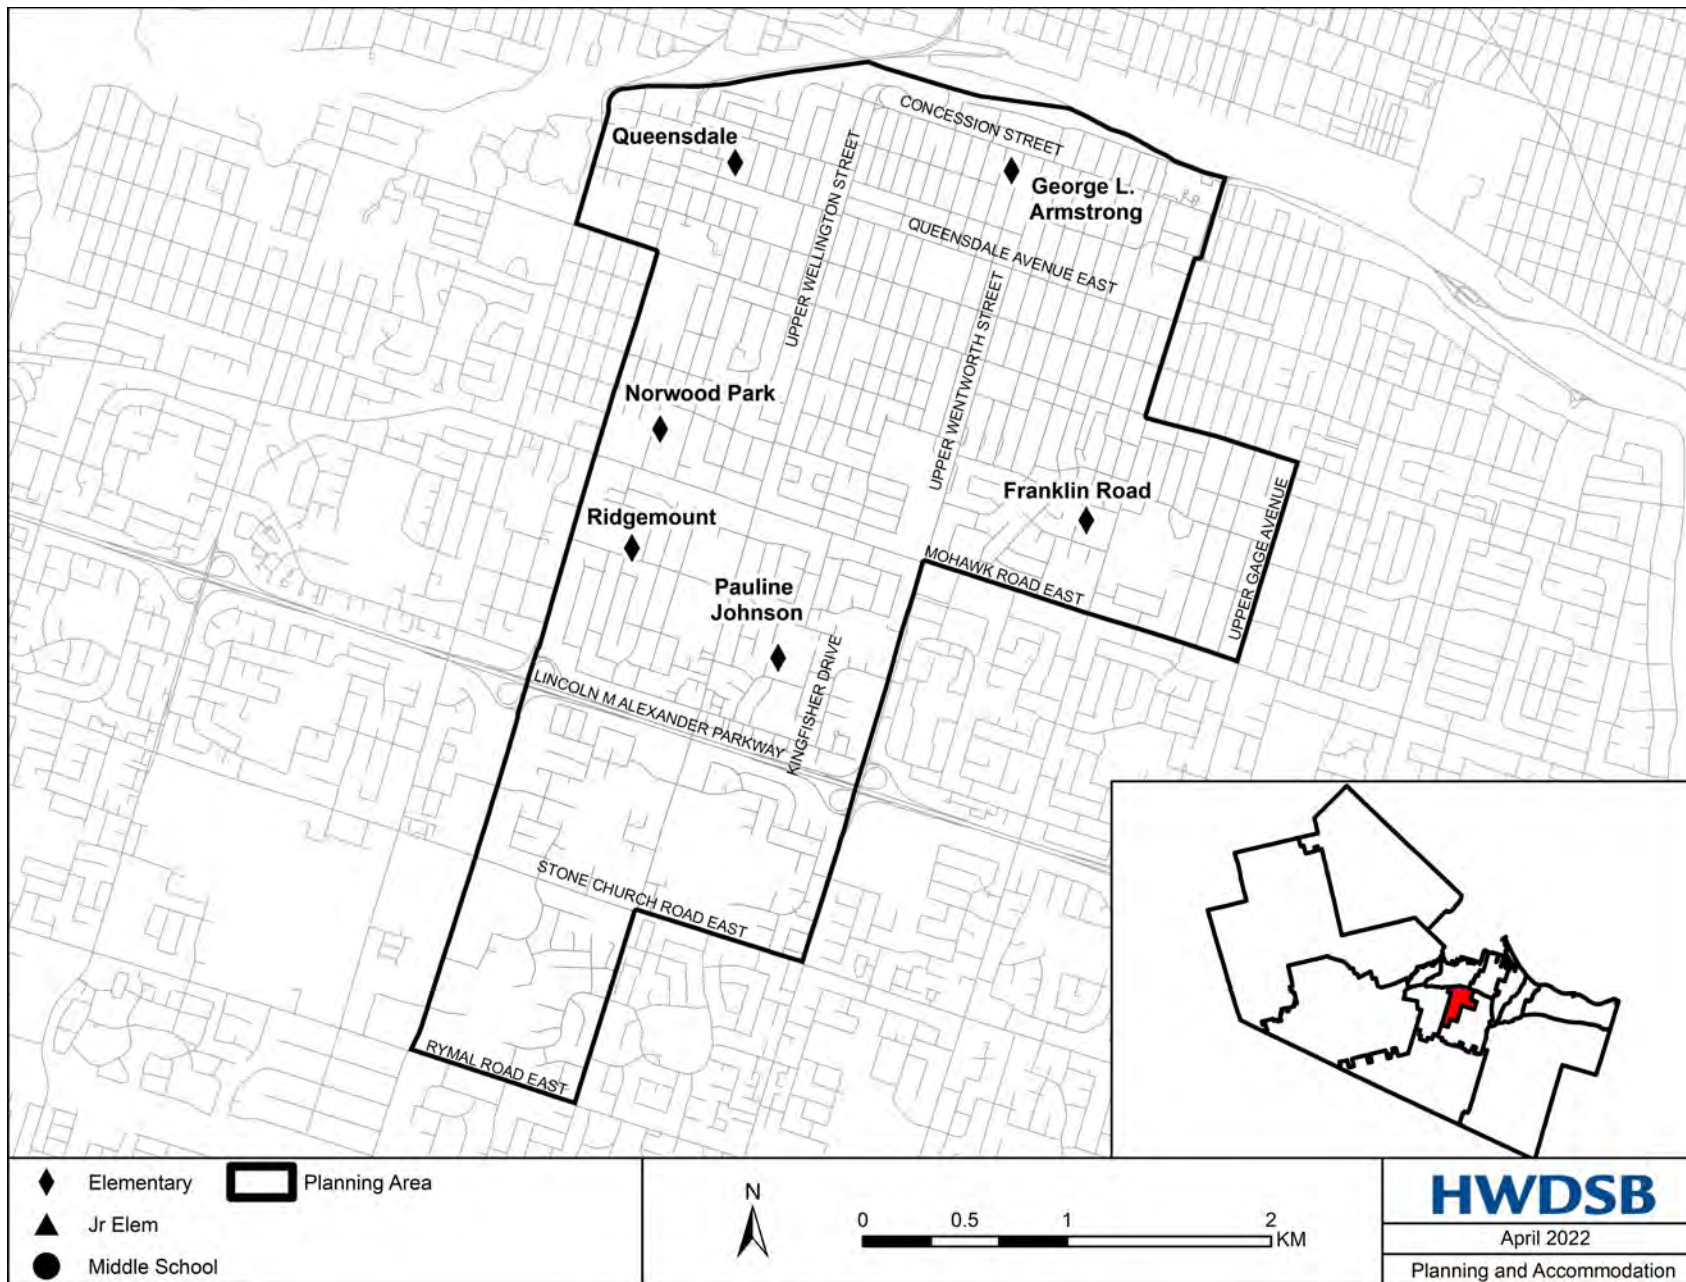 Queensdale
CONCESSION STREET
George L.
Armstrong
UPPER WELLINGTON STREET
QUEENSDALE AVENUE EAST
UPPER WENTWORTH STREET
Norwood Park
Franklin Road
Ridgemount
MOHAWK ROAD EAST
UPPER GAGE AVENUE
Pauline
Johnson
KINGFISHER DRIVE
LINCOLN M ALEXANDER PARKWAY
STONE CHURCH ROAD EAST
RYMAL ROAD EAST
Elementary
Planning Area
Jr Elem
Middle School
N
0 0.5 1 2
KM
HWDSB
April 2022
Planning and Accommodation